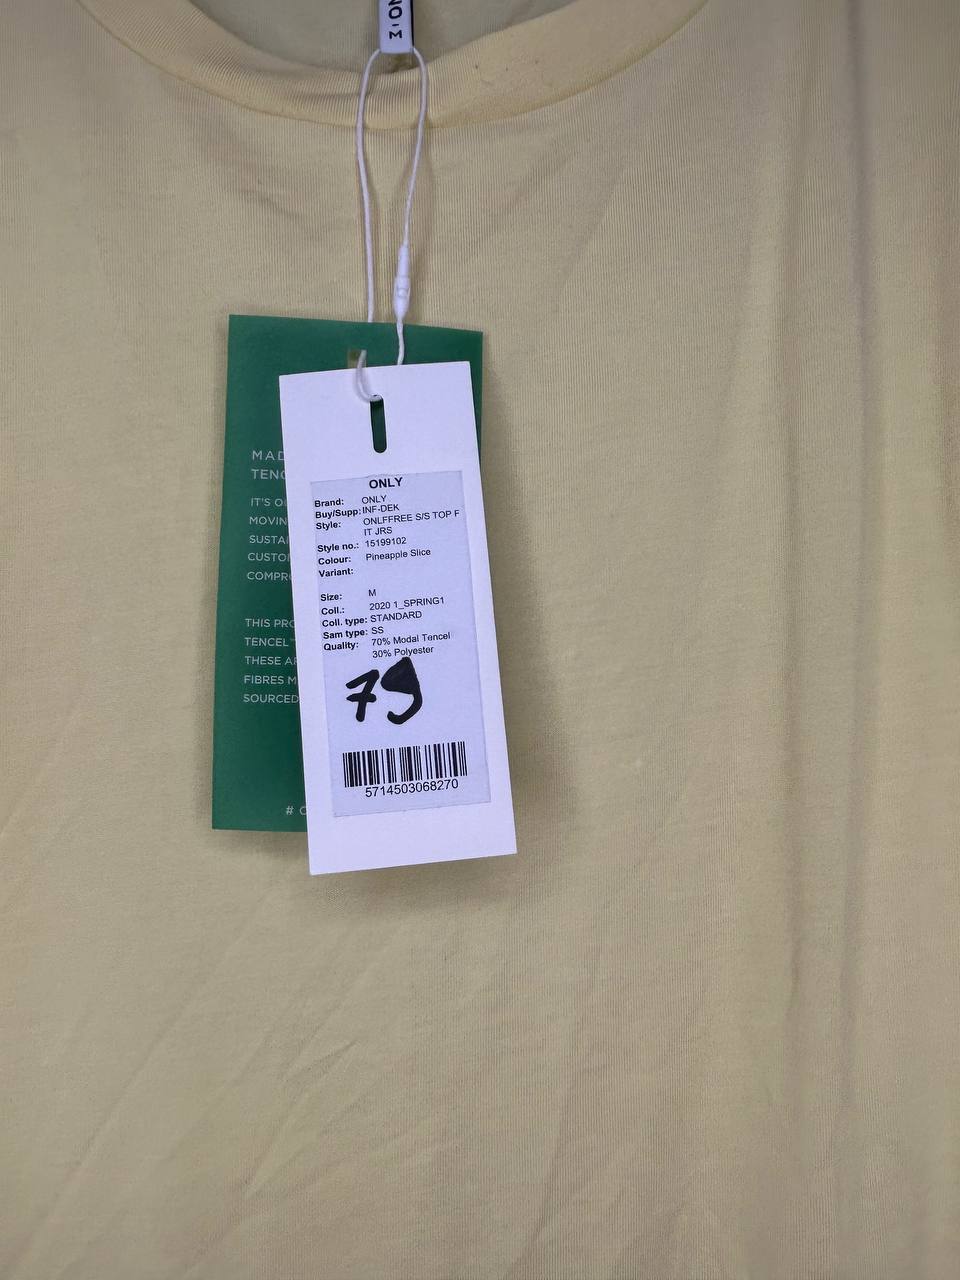 M·ON
MAD
TENC
IT'S O
MOVIN
SUSTAI
CUSTO
COMPR
THIS PRO
TENCEL™
THESE AR
FIBRES M
SOURCED
# O
ONLY
Brand: ONLY
Buy/Supp: INF-DEK
Style: ONLFFREE S/S TOP F
IT JRS
Style no.: 15199102
Colour: Pineapple Slice
Variant:
Size: M
Coll.: 2020 1_SPRING1
Coll. type: STANDARD
Sam type: SS
Quality: 70% Modal Tencel
30% Polyester
79
5714503068270